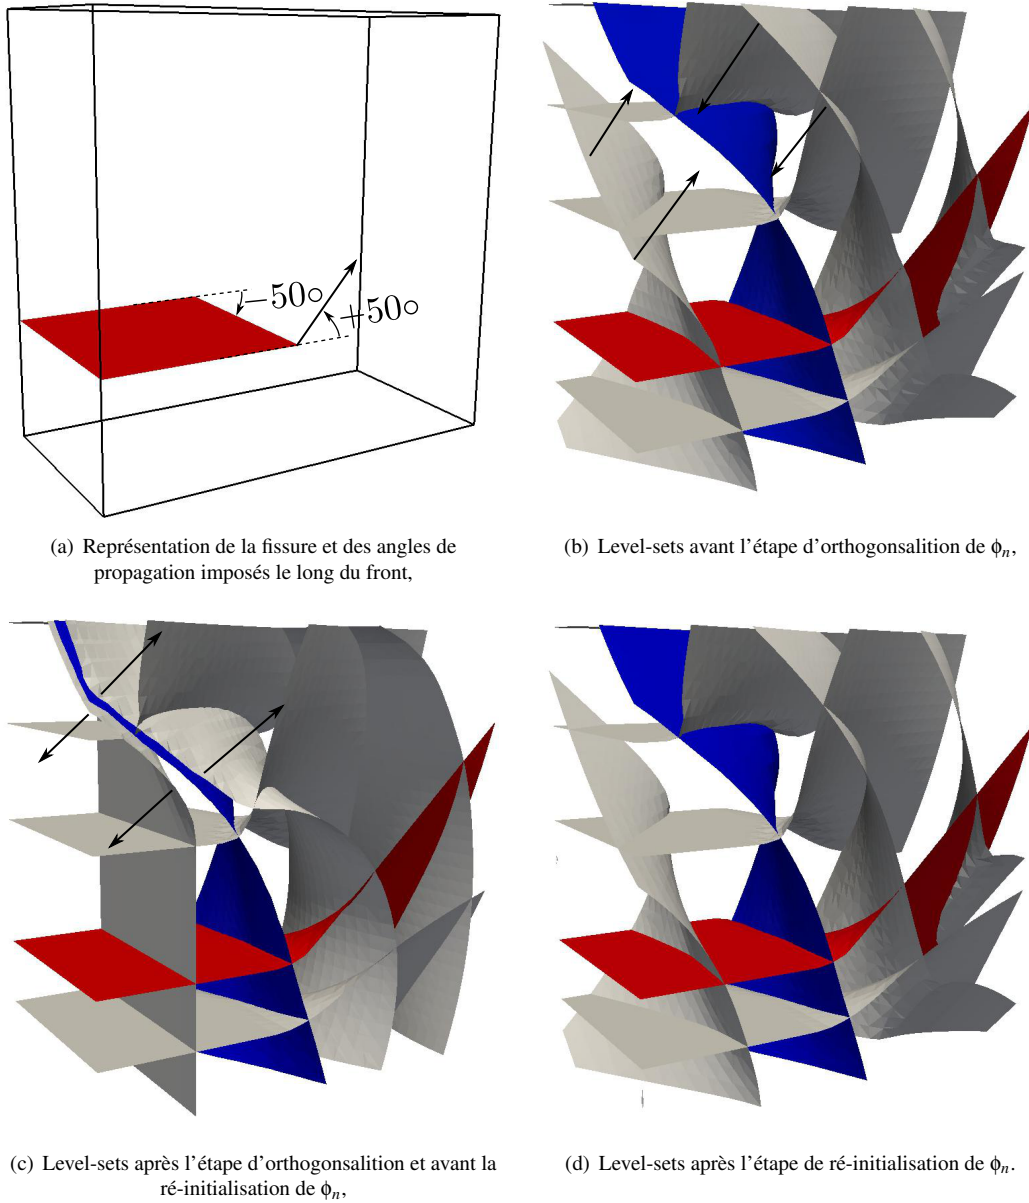 −50∘
+50∘
(a) Représentation de la fissure et des angles de
propagation imposés le long du front,
(b) Level-sets avant l'étape d'orthogonsalition de ϕn,
(c) Level-sets après l'étape d'orthogonsalition et avant la
ré-initialisation de ϕn,
(d) Level-sets après l'étape de ré-initialisation de ϕn.